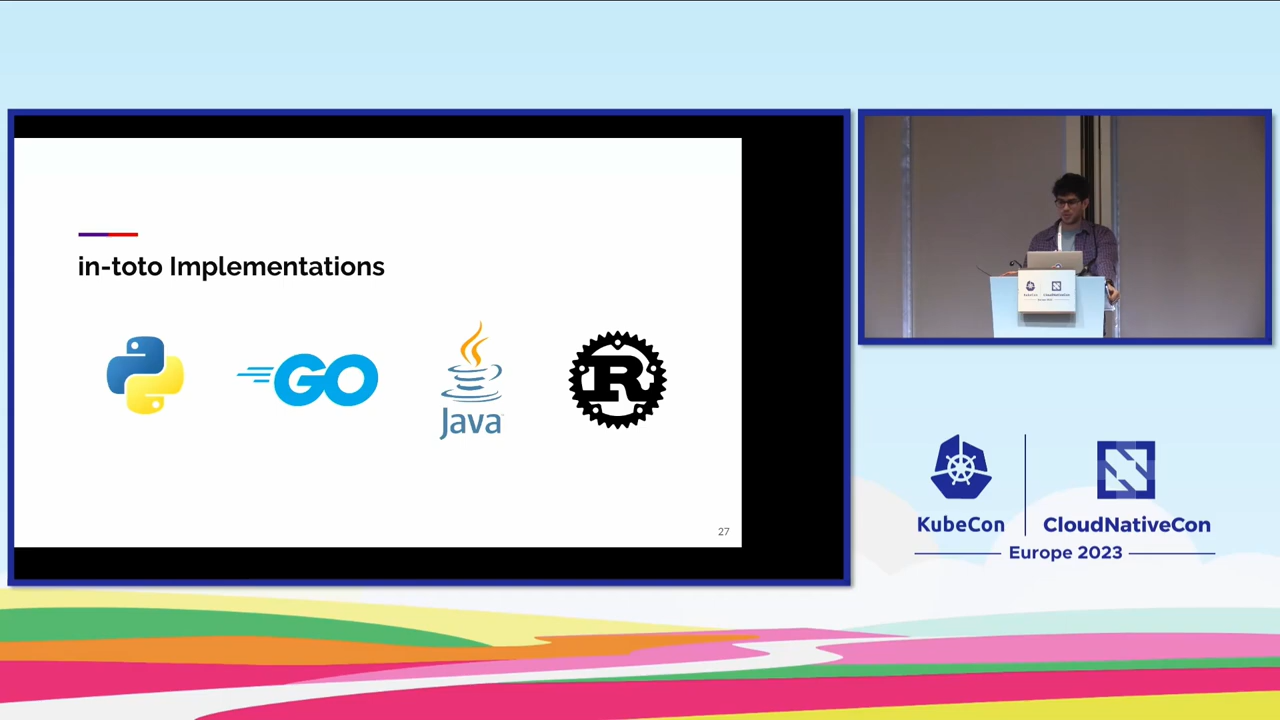 in-toto Implementations
GO
Java
R
27
KubeCon
CloudNativeCon
Europe 2023